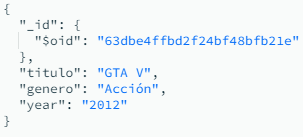 {
"_id": {
"$oid": "63dbe4ffbd2f24bf48bfb21e"
},
"titulo": "GTA V",
"genero": "Acción",
"year": "2012"
}